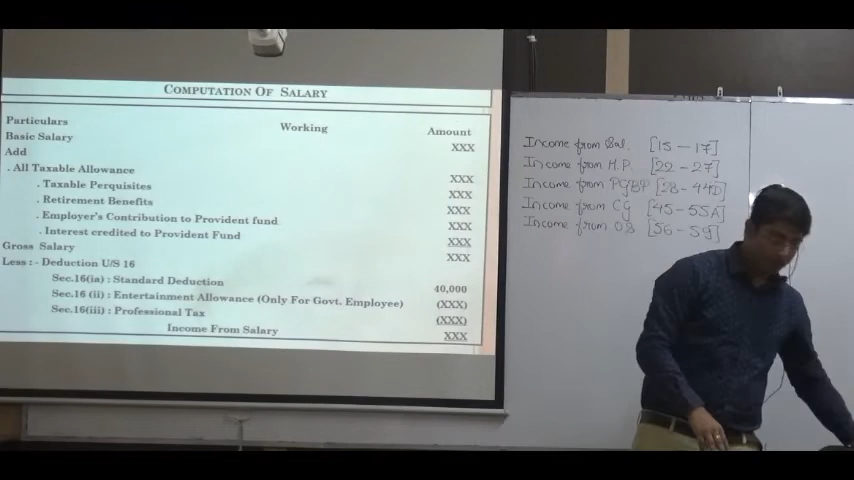 COMPUTATION OF SALARY
Particulars Working Amount
Basic Salary XXX
Add
. All Taxable Allowance XXX
. Taxable Perquisites XXX
. Retirement Benefits XXX
. Employer's Contribution to Provident fund XXX
. Interest credited to Provident Fund XXX
Gross Salary
Less : - Deduction U/S 16
Sec.16(ia) : Standard Deduction 40,000
Sec.16 (ii) : Entertainment Allowance (Only For Govt. Employee) (XXX)
Sec.16(iii) : Professional Tax (XXX)
Income From Salary XXX
Income from Sal. [15 - 17]
Income from H.P. [22 - 27]
Income from PGBP [28 - 44D]
Income from CG [45 - 55A]
Income from OS [56 - 59]